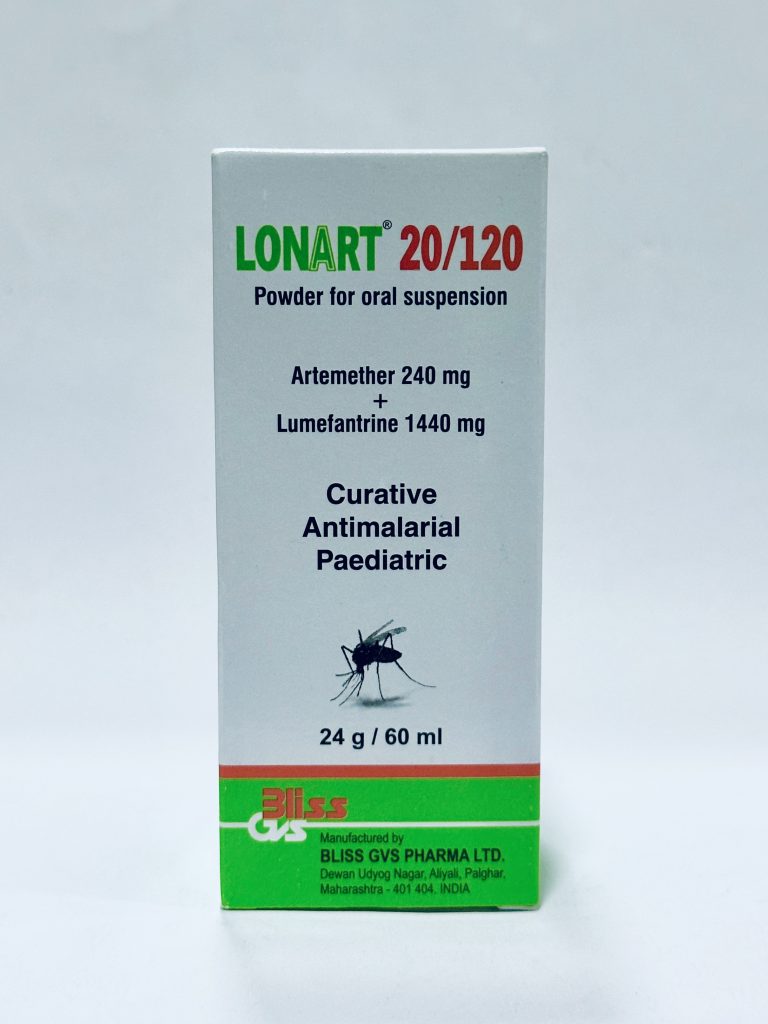 LONART® 20/120
Powder for oral suspension
Artemether 240 mg
+
Lumefantrine 1440 mg
Curative
Antimalarial
Paediatric
24 g / 60 ml
Bliss
GVS
Manufactured by
BLISS GVS PHARMA LTD.
Dewan Udyog Nagar, Aliyali, Palghar,
Maharashtra - 401 404, INDIA